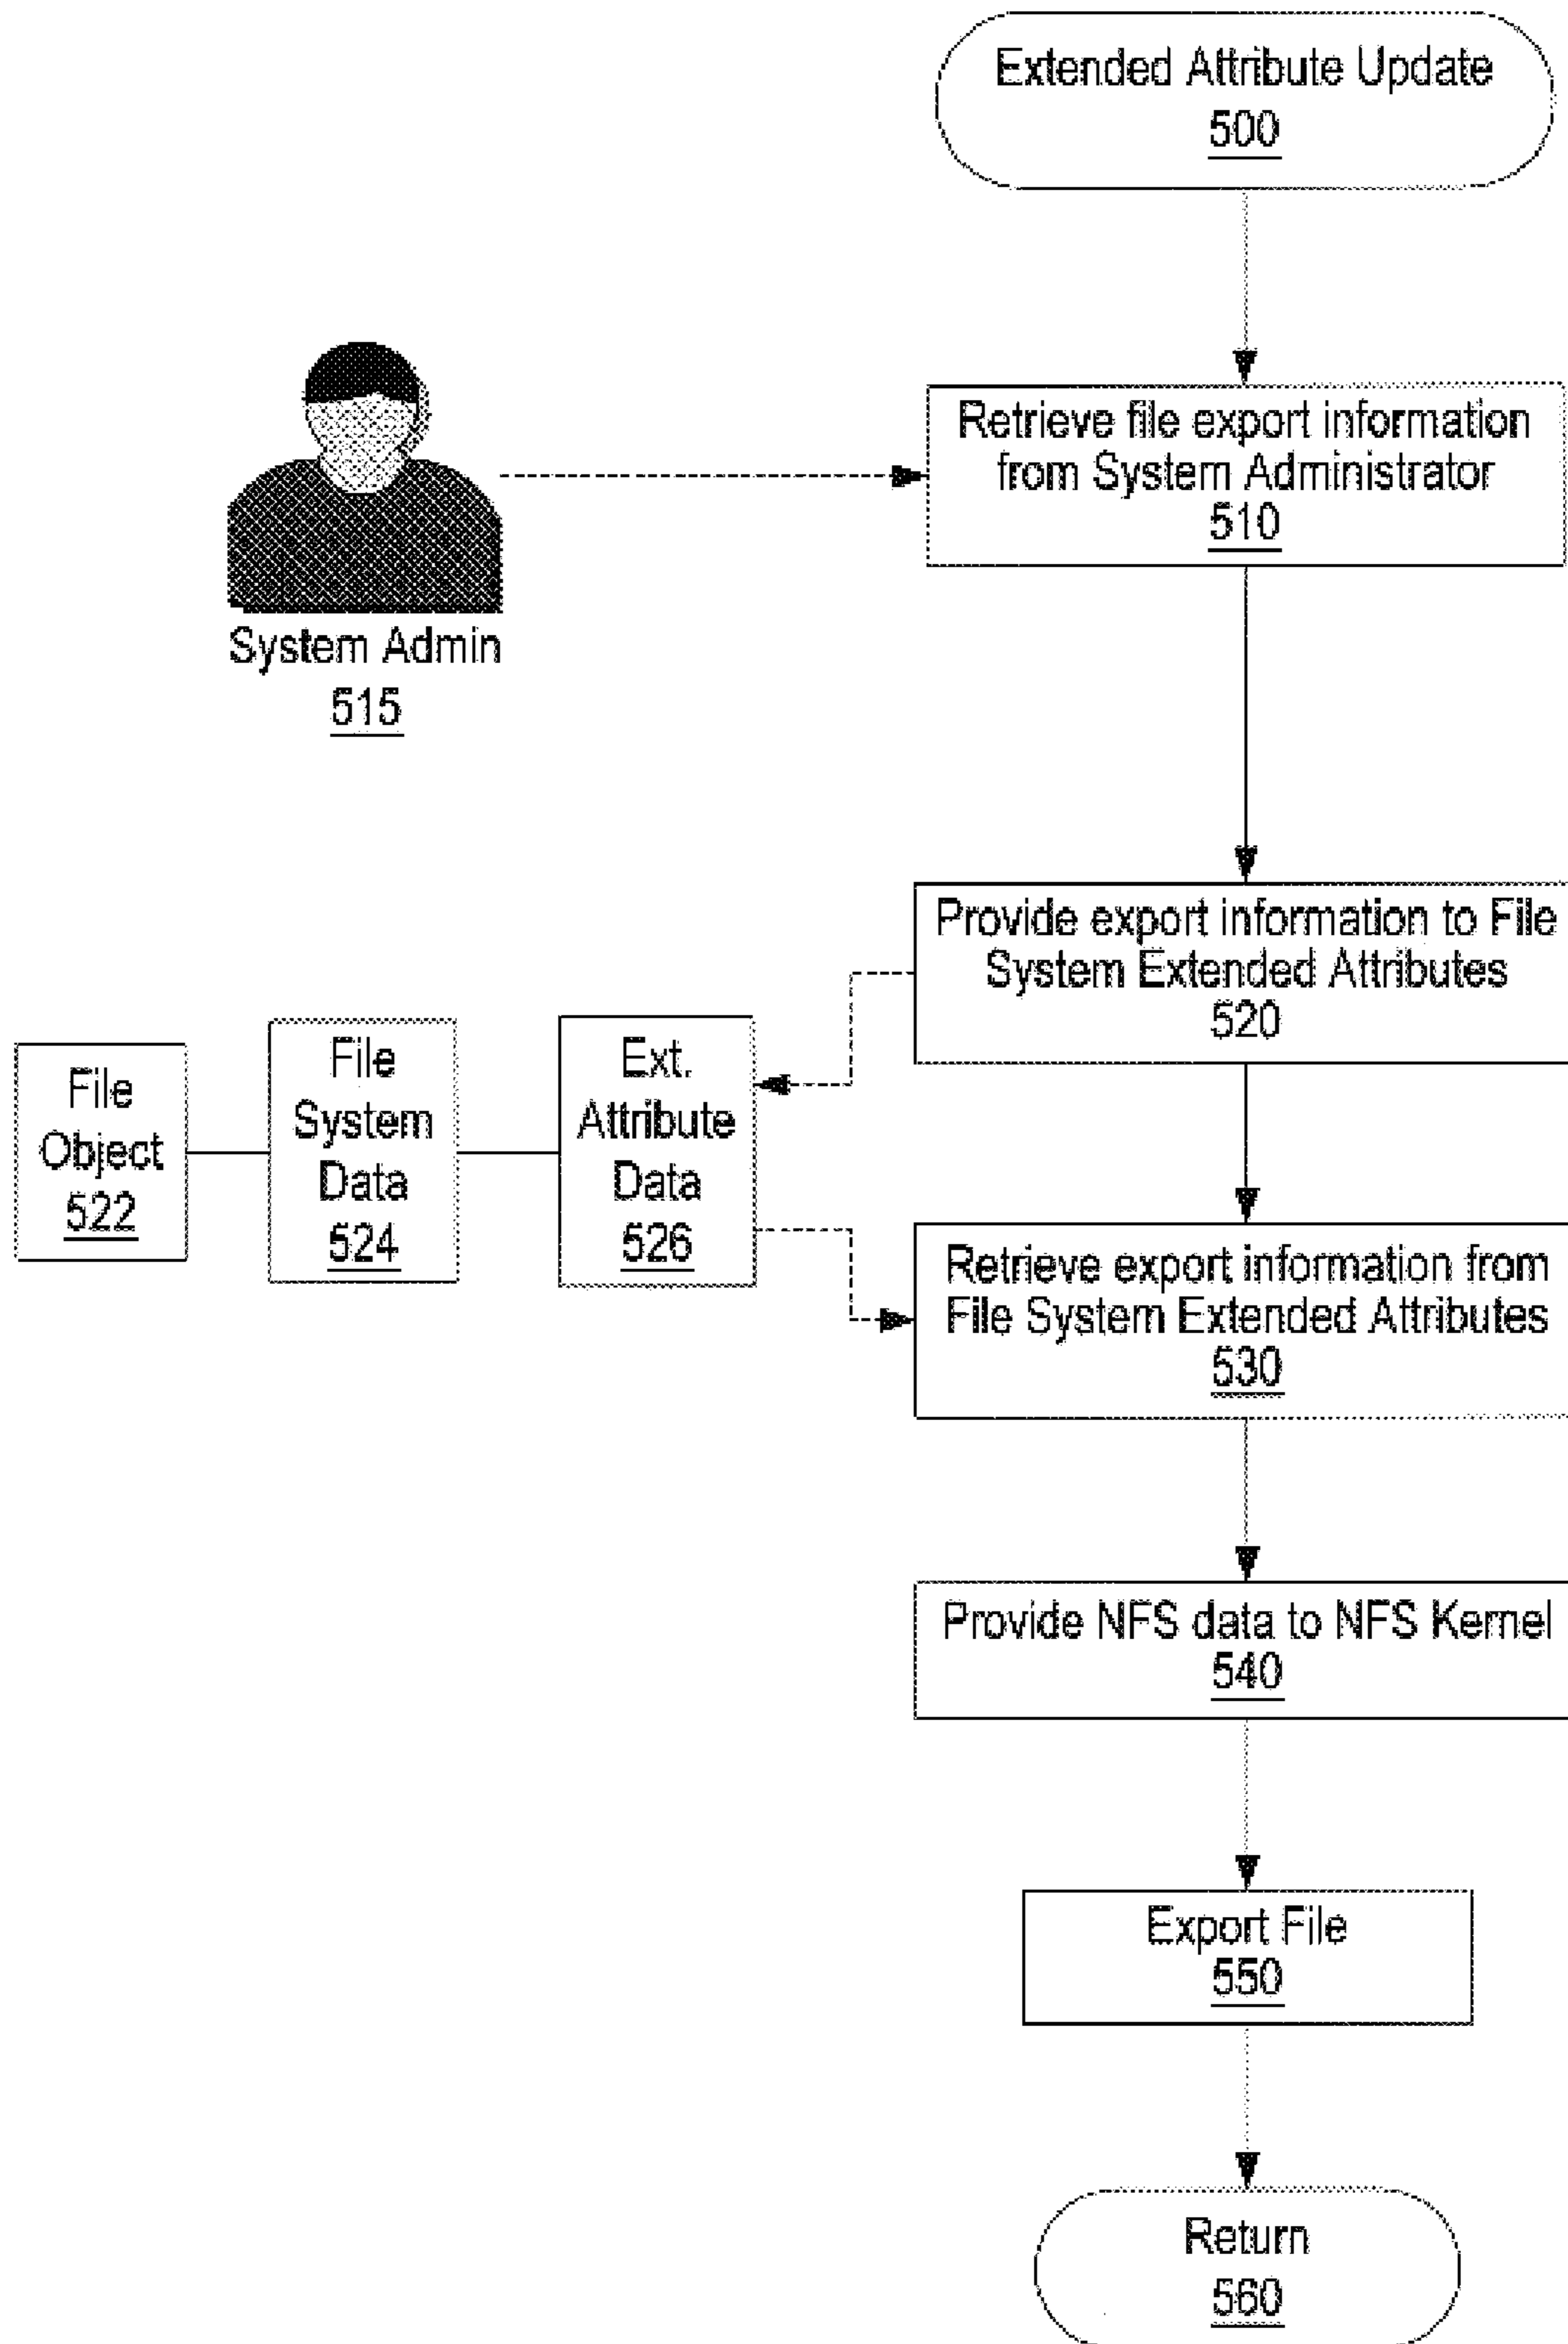 Extended Attribute Update
500
Retrieve file export information
from System Administrator
510
System Admin
515
Provide export information to File
System Extended Attributes
520
File
Object
522
File
System
Data
524
Ext.
Attribute
Data
526
Retrieve export information from
File System Extended Attributes
530
Provide NFS data to NFS Kernel
540
Export File
550
Return
560